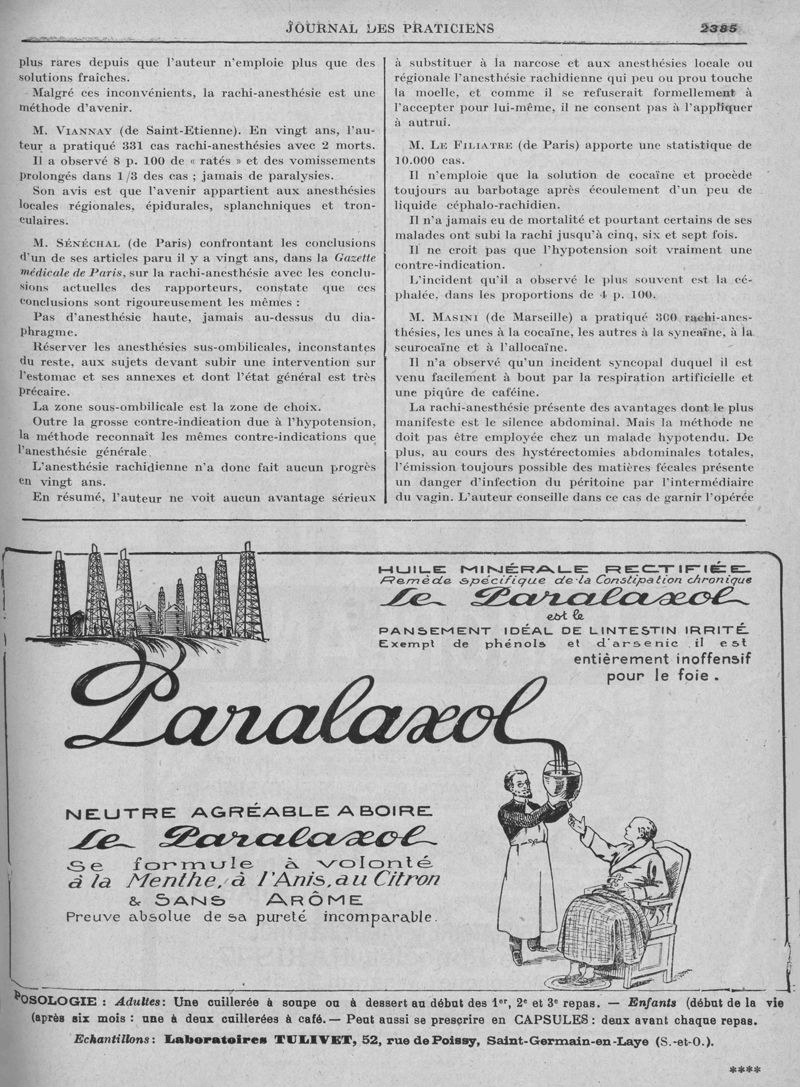 JOURNAL DES PRATICIENS 2385
plus rares depuis que l'auteur n'emploie plus que des
solutions fraîches.
Malgré ces inconvénients, la rachi-anesthésie est une
méthode d'avenir.
M. VIANNAY (de Saint-Etienne). En vingt ans, l'au-
teur a pratiqué 331 cas rachi-anesthésies avec 2 morts.
Il a observé 8 p. 100 de « ratés » et des vomissements
prolongés dans 1/3 des cas ; jamais de paralysies.
Son avis est que l'avenir appartient aux anesthésies
locales régionales, épidurales, splanchniques et tron-
culaires.
M. SÉNÉCHAL (de Paris) confrontant les conclusions
d'un de ses articles paru il y a vingt ans, dans la Gazette
médicale de Paris, sur la rachi-anesthésie avec les conclu-
sions actuelles des rapporteurs, constate que ces
conclusions sont rigoureusement les mêmes :
Pas d'anesthésie haute, jamais au-dessus du dia-
phragme.
Réserver les anesthésies sus-ombilicales, inconstantes
du reste, aux sujets devant subir une intervention sur
l'estomac et ses annexes et dont l'état général est très
précaire.
La zone sous-ombilicale est la zone de choix.
Outre la grosse contre-indication due à l'hypotension,
la méthode reconnaît les mêmes contre-indications que
l'anesthésie générale.
L'anesthésie rachidienne n'a donc fait aucun progrès
en vingt ans.
En résumé, l'auteur ne voit aucun avantage sérieux
à substituer à la narcose et aux anesthésies locale ou
régionale l'anesthésie rachidienne qui peu ou prou touche
la moelle, et comme il se refuserait formellement à
l'accepter pour lui-même, il ne consent pas à l'appliquer
à autrui.
M. LE FILIATRE (de Paris) apporte une statistique de
10.000 cas.
Il n'emploie que la solution de cocaïne et procède
toujours au barbotage après écoulement d'un peu de
liquide céphalo-rachidien.
Il n'a jamais eu de mortalité et pourtant certains de ses
malades ont subi la rachi jusqu'à cinq, six et sept fois.
Il ne croit pas que l'hypotension soit vraiment une
contre-indication.
L'incident qu'il a observé le plus souvent est la cé-
phalée, dans les proportions de 4 p. 100.
M. MASINI (de Marseille) a pratiqué 300 rachi-anes-
thésies, les unes à la cocaïne, les autres à la syncaïne, à la
scurocaïne et à l'allocaïne.
Il n'a observé qu'un incident syncopal duquel il est
venu facilement à bout par la respiration artificielle et
une piqûre de caféine.
La rachi-anesthésie présente des avantages dont le plus
manifeste est le silence abdominal. Mais la méthode ne
doit pas être employée chez un malade hypotendu. De
plus, au cours des hystérectomies abdominales totales,
l'émission toujours possible des matières fécales présente
un danger d'infection du péritoine par l'intermédiaire
du vagin. L'auteur conseille dans ce cas de garnir l'opérée
HUILE MINÉRALE RECTIFIÉE
Remède spécifique de la Constipation chronique
Le Paralaxol
est le
PANSEMENT IDÉAL DE L'INTESTIN IRRITÉ
Exempt de phénols et d'arsenic il est
entièrement inoffensif
pour le foie.
Paralaxol
NEUTRE AGRÉABLE A BOIRE
Le Paralaxol
Se formule à volonté
à la Menthe, à l'Anis, au Citron
& SANS ARÔME
Preuve absolue de sa pureté incomparable.
POSOLOGIE : Adultes: Une cuillerée à soupe ou à dessert au début des 1er, 2e et 3e repas. — Enfants (début de la vie
(après six mois : une à deux cuillerées à café. — Peut aussi se prescrire en CAPSULES : deux avant chaque repas.
Echantillons : Laboratoires TULIVET, 52, rue de Poissy, Saint-Germain-en-Laye (S.-et-O.).
****